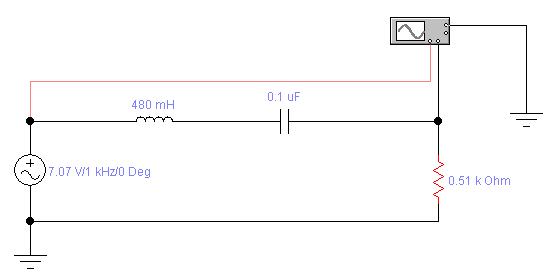 0.1 uF
480 mH
7.07 V/1 kHz/0 Deg
0.51 k Ohm